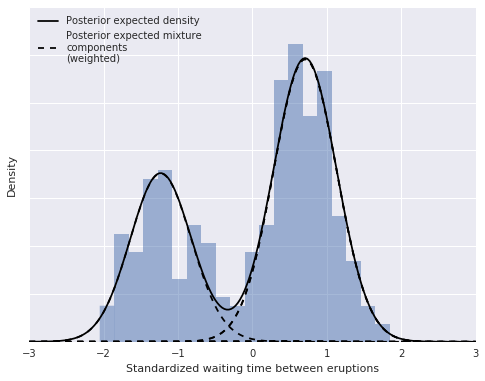 Posterior expected density
Posterior expected mixture
components
(weighted)
Density
−3
−2
−1
0
1
2
3
Standardized waiting time between eruptions